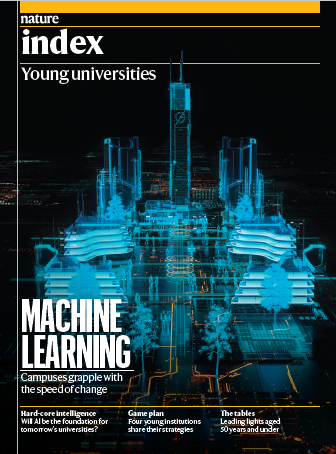 nature
index
Young universities
MACHINE
LEARNING
Campuses grapple with
the speed of change
Hard-core intelligence
Will AI be the foundation for
tomorrow's universities?
Game plan
Four young institutions
share their strategies
The tables
Leading lights aged
50 years and under